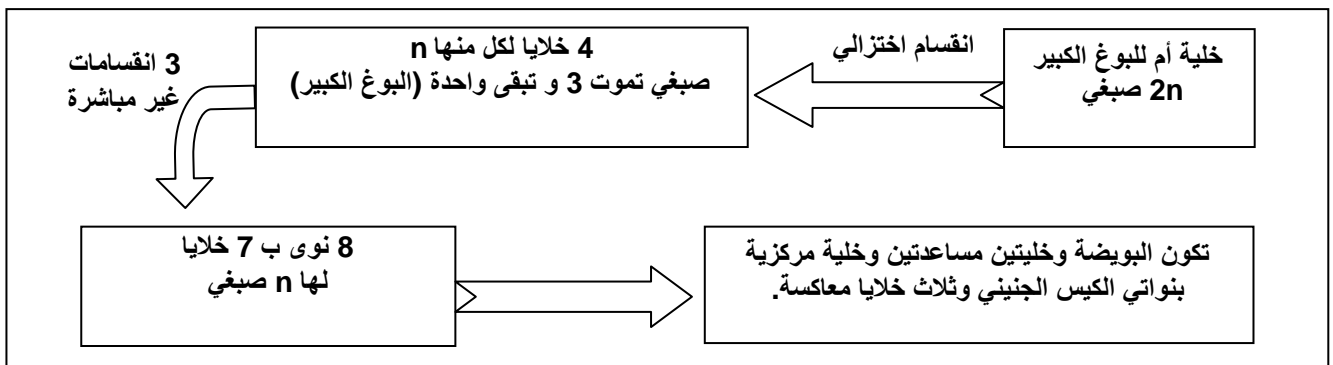 خلية أم للبوغ الكبير
2n صبغي
انقسام اختزالي
4 خلايا لكل منها n
صبغي تموت 3 و تبقى واحدة (البوغ الكبير)
3 انقسامات
غير مباشرة
8 نوى ب 7 خلايا
لها n صبغي
تكون البويضة وخليتين مساعدتين وخلية مركزية
بنواتي الكيس الجنيني وثلاث خلايا معاكسة.